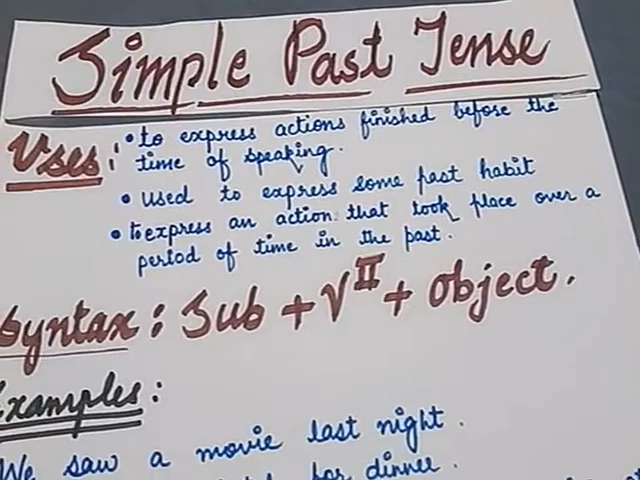 Simple Past Tense
Uses: • to express actions finished before the
time of speaking.
• used to express some past habit
• to express an action that took place over a
period of time in the past.
Syntax: Sub + V II + Object.
Examples:
We saw a movie last night.
for dinner.